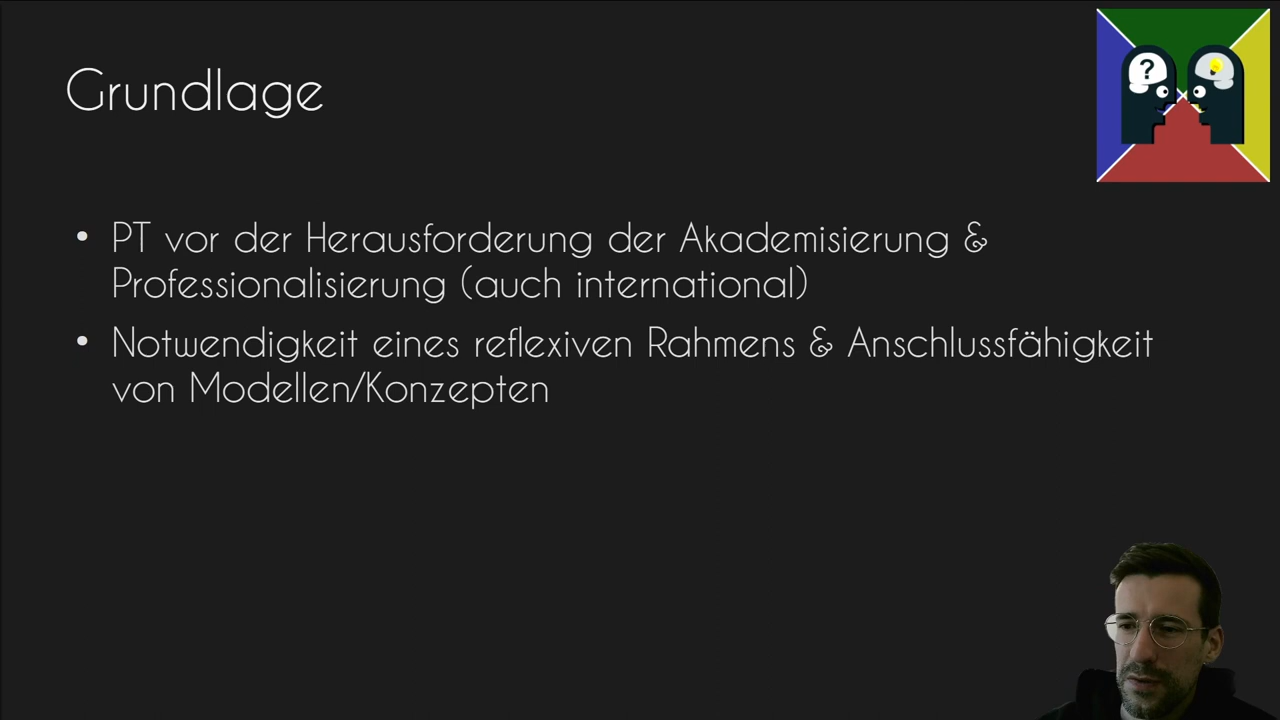 Grundlage
?
• PT vor der Herausforderung der Akademisierung &
Professionalisierung (auch international)
• Notwendigkeit eines reflexiven Rahmens & Anschlussfähigkeit
von Modellen/Konzepten